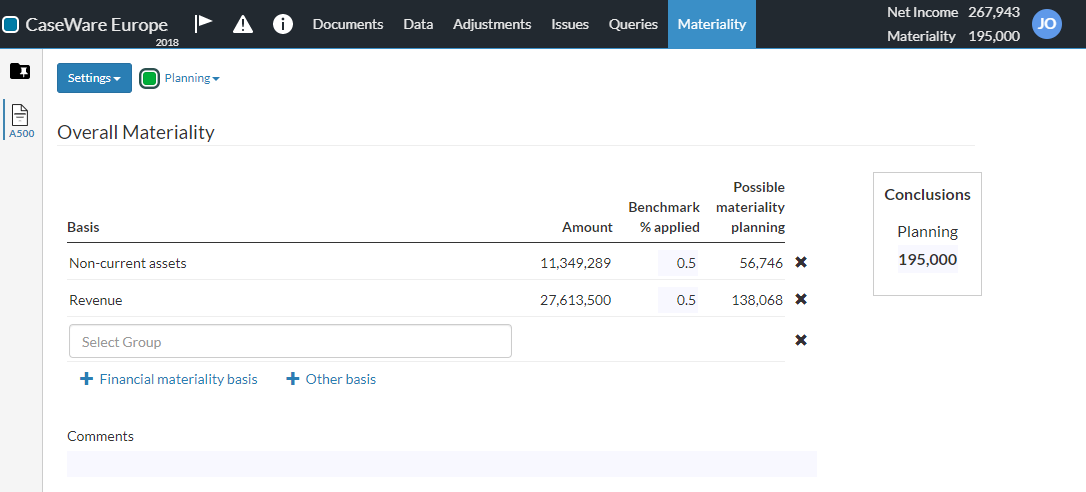 CaseWare Europe
2018
Documents
Data
Adjustments
Issues
Queries
Materiality
Net Income 267,943
Materiality 195,000
JO
Settings
Planning
A500
Overall Materiality
Basis
Amount
Benchmark
% applied
Possible
materiality
planning
Non-current assets 11,349,289 0.5 56,746
Revenue 27,613,500 0.5 138,068
Select Group
Financial materiality basis
Other basis
Comments
Conclusions
Planning
195,000